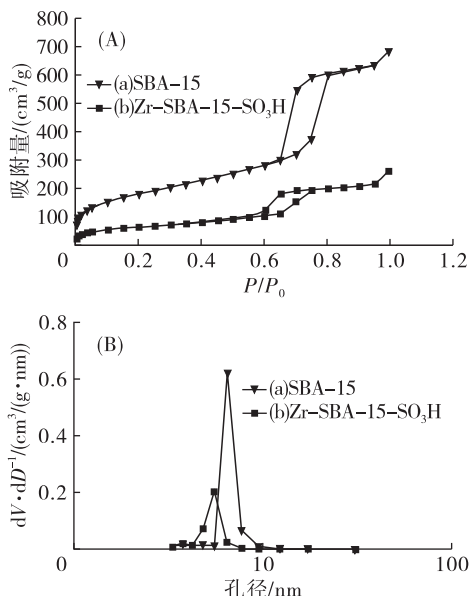 (A)
700
600
500
400
300
200
100
0
吸附量/(cm³/g)
(a)SBA-15
(b)Zr-SBA-15-SO₃H
0.2
0.4
0.6
0.8
1.0
1.2
P/P₀
(B)
0.8
0.6
0.4
0.2
0
dV·dD⁻¹/(cm³/(g·nm))
(a)SBA-15
(b)Zr-SBA-15-SO₃H
10
100
孔径/nm